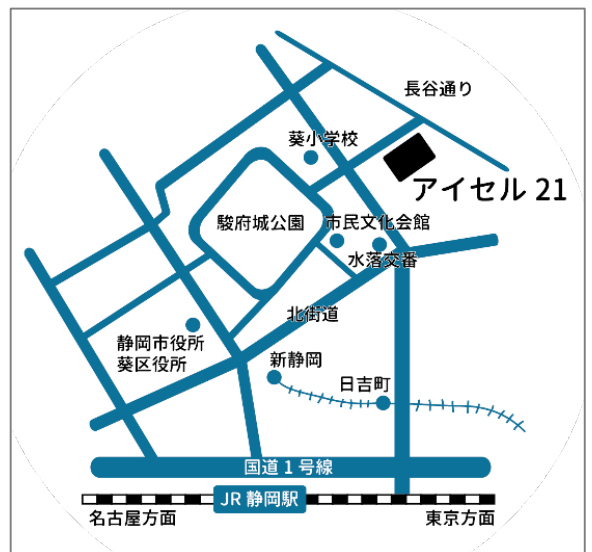 長谷通り
葵小学校
アイセル 21
駿府城公園
市民文化会館
水落交番
北街道
静岡市役所
葵区役所
新静岡
日吉町
国道 1 号線
JR 静岡駅
名古屋方面
東京方面